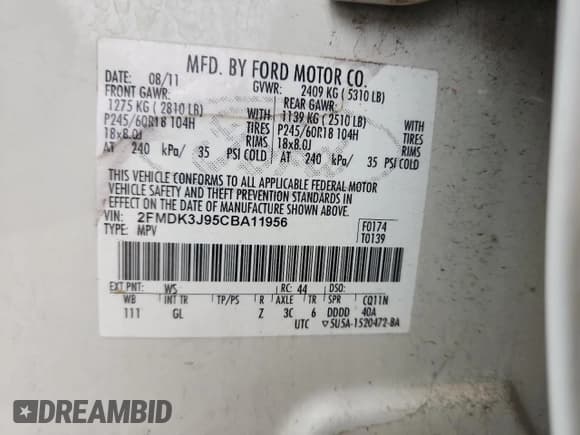 MFD. BY FORD MOTOR CO.
DATE: 08/11 GVWR: 2409 KG ( 5310 LB)
FRONT GAWR: REAR GAWR:
1275 KG ( 2810 LB) 1139 KG ( 2510 LB)
P245/60R18 104H WITH TIRES P245/60R18 104H WITH TIRES
18x8.0J RIMS 18x8.0J RIMS
AT 240 kPa/ 35 PSI COLD AT 240 kPa/ 35 PSI COLD
THIS VEHICLE CONFORMS TO ALL APPLICABLE FEDERAL MOTOR
VEHICLE SAFETY AND THEFT PREVENTION STANDARDS IN
EFFECT ON THE DATE OF MANUFACTURE SHOWN ABOVE.
VIN: 2FMDK3J95CBA11956 F0174
TYPE: MPV T0139
EXT PNT: WS RC: 44 DSO:
WB INT TR TP/PS R AXLE TR SPR CQ11N
111 GL Z 3C 6 DDDD 40A
UTC ▽5U5A-1520472-BA
DREAMBID